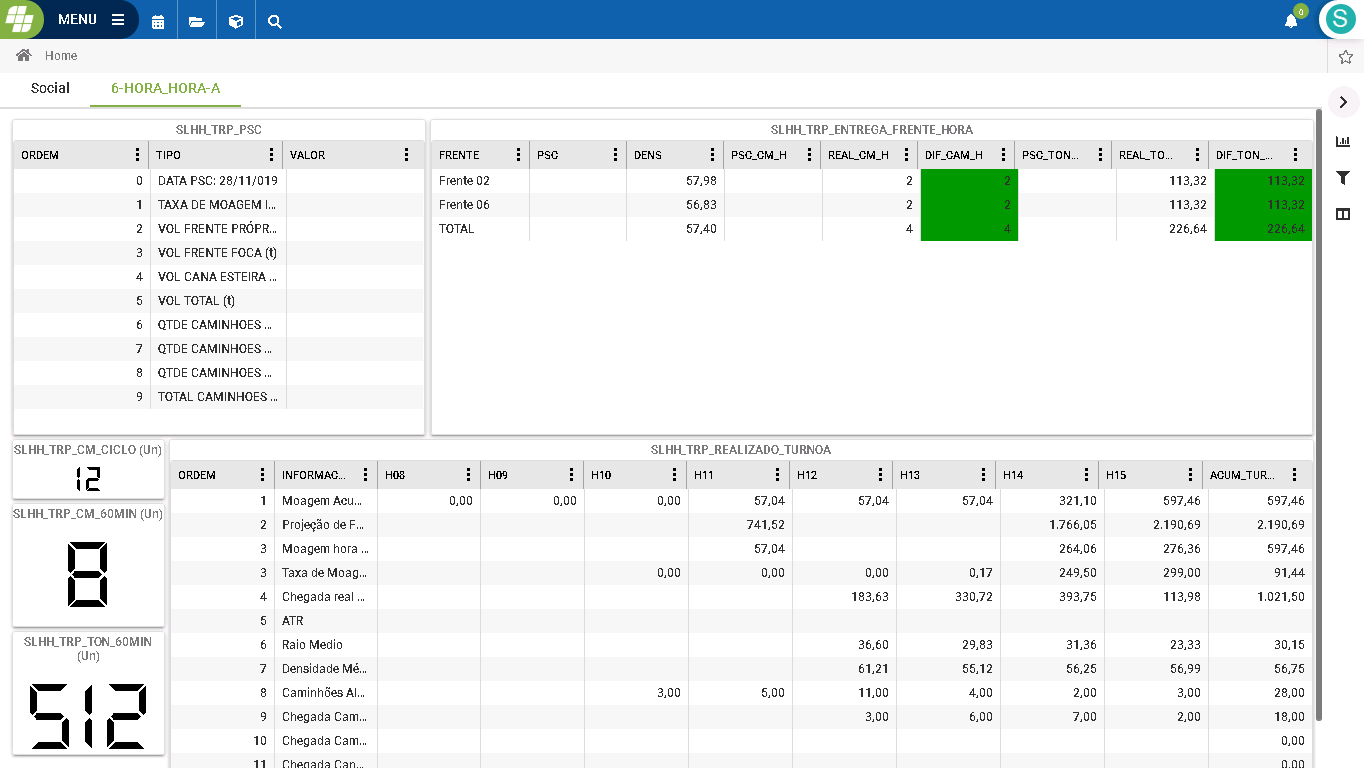 MENU
0
S
Home
Social 6-HORA_HORA-A
SLHH_TRP_PSC
ORDEM TIPO VALOR
0 DATA PSC: 28/11/019
1 TAXA DE MOAGEM I...
2 VOL FRENTE PRÓPR...
3 VOL FRENTE FOCA (t)
4 VOL CANA ESTEIRA ...
5 VOL TOTAL (t)
6 QTDE CAMINHOES ...
7 QTDE CAMINHOES ...
8 QTDE CAMINHOES ...
9 TOTAL CAMINHOES ...
SLHH_TRP_ENTREGA_FRENTE_HORA
FRENTE PSC DENS PSC_CM_H REAL_CM_H DIF_CAM_H PSC_TON... REAL_TO... DIF_TON_...
Frente 02 57,98 2 2 113,32 113,32
Frente 06 56,83 2 2 113,32 113,32
TOTAL 57,40 4 4 226,64 226,64
SLHH_TRP_CM_CICLO (Un)
12
SLHH_TRP_CM_60MIN (Un)
8
SLHH_TRP_TON_60MIN
(Un)
512
SLHH_TRP_REALIZADO_TURNOA
ORDEM INFORMAC... H08 H09 H10 H11 H12 H13 H14 H15 ACUM_TUR...
1 Moagem Acu... 0,00 0,00 0,00 57,04 57,04 57,04 321,10 597,46 597,46
2 Projeção de F... 741,52 1.766,05 2.190,69 2.190,69
3 Moagem hora ... 57,04 264,06 276,36 597,46
3 Taxa de Moag... 0,00 0,00 0,00 0,17 249,50 299,00 91,44
4 Chegada real ... 183,63 330,72 393,75 113,98 1.021,50
5 ATR
6 Raio Medio 36,60 29,83 31,36 23,33 30,15
7 Densidade Mé... 61,21 55,12 56,25 56,99 56,75
8 Caminhões Al... 3,00 5,00 11,00 4,00 2,00 3,00 28,00
9 Chegada Cam... 3,00 6,00 7,00 2,00 18,00
10 Chegada Cam... 0,00
11 Chegada Can... 0,00